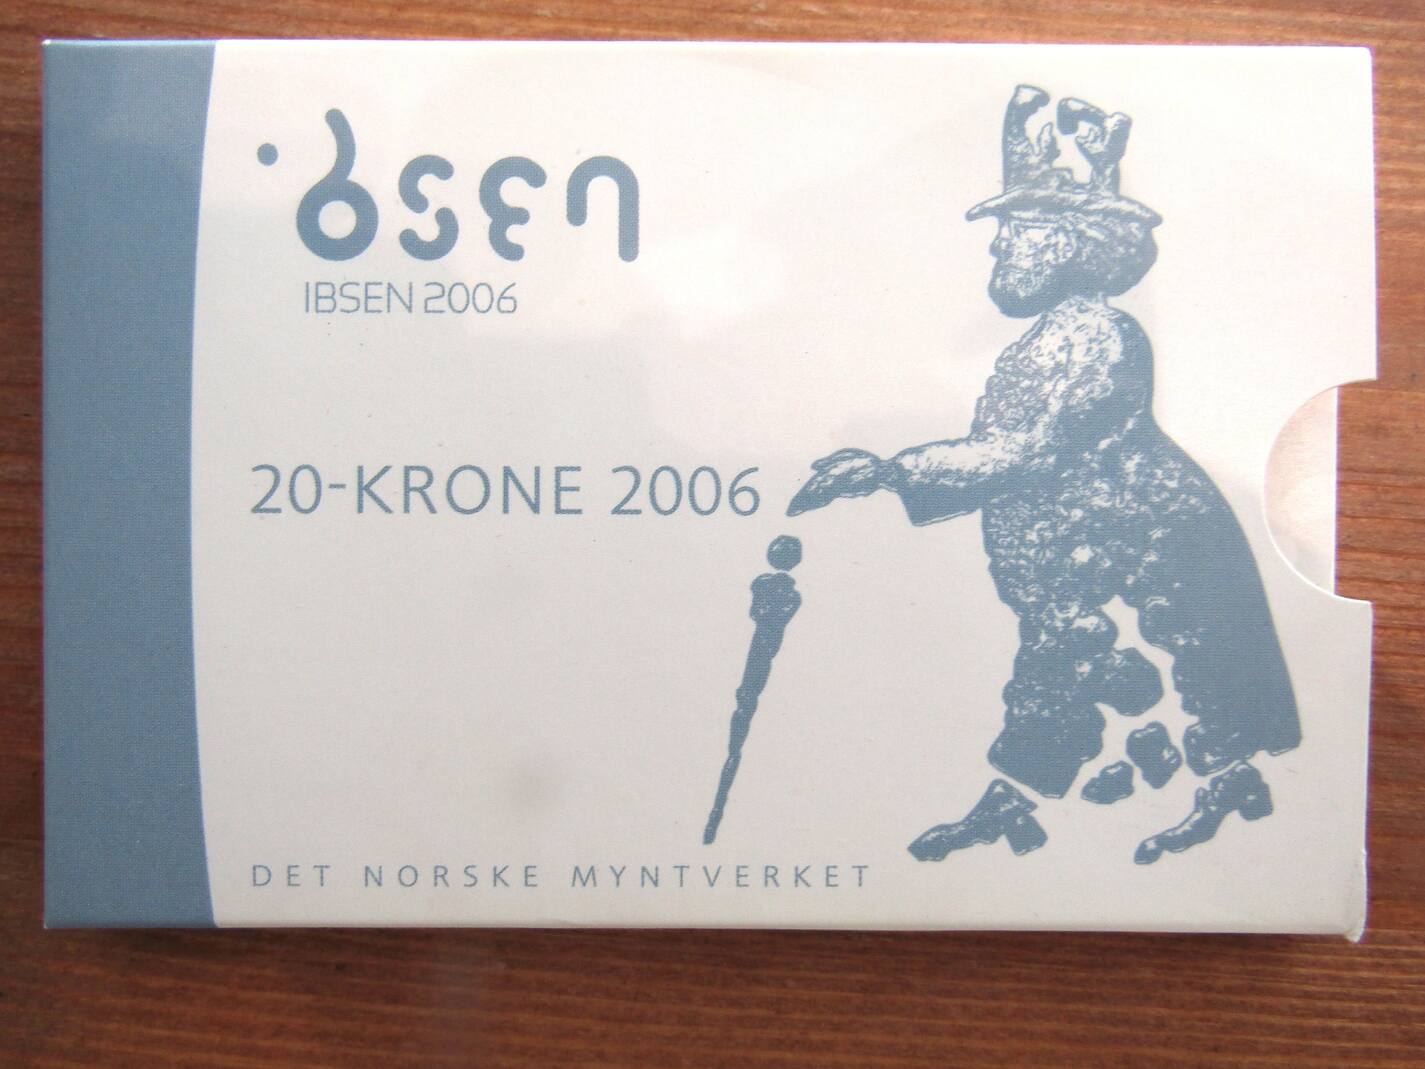 ibsen
IBSEN 2006
20-KRONE 2006
DET NORSKE MYNTVERKET